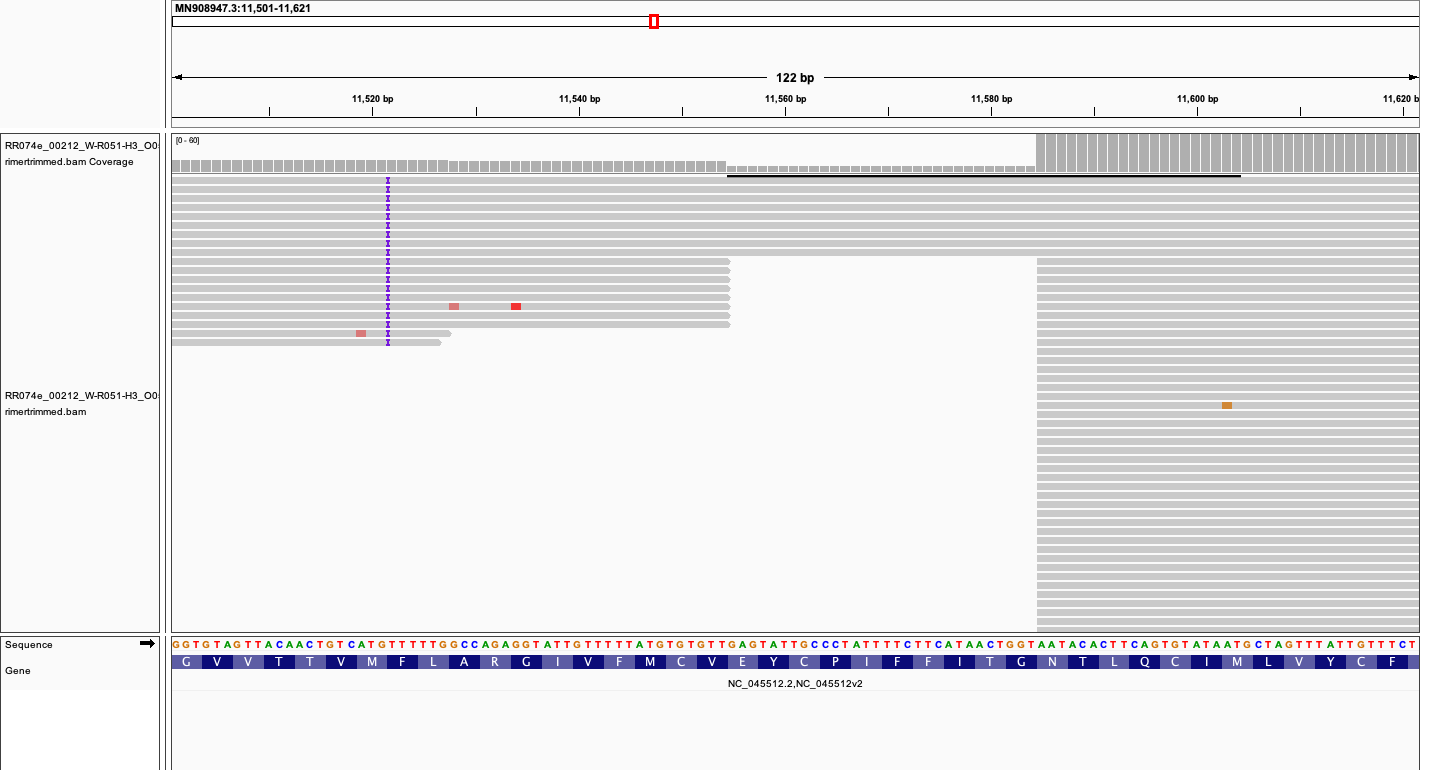 MN908947.3:11,501-11,621
122 bp
11,520 bp 11,540 bp 11,560 bp 11,580 bp 11,600 bp 11,620 b
RR074e_00212_W-R051-H3_O0
rimertrimmed.bam Coverage
[0 - 60]
RR074e_00212_W-R051-H3_O0
rimertrimmed.bam
Sequence
GGTGTAGTTACAACTGTCATGTTTTTGGCCAGAGGTATTGTTTTTATGTGTGTTGAGTATTGCCCTATTTTCTTCATAACTGGTAATACACTTCAGTGTATAATGCTAGTTTATTGTTTCT
Gene
G V V T T V M F L A R G I V F M C V E Y C P I F F I T G N T L Q C I M L V Y C F
NC_045512.2,NC_045512v2